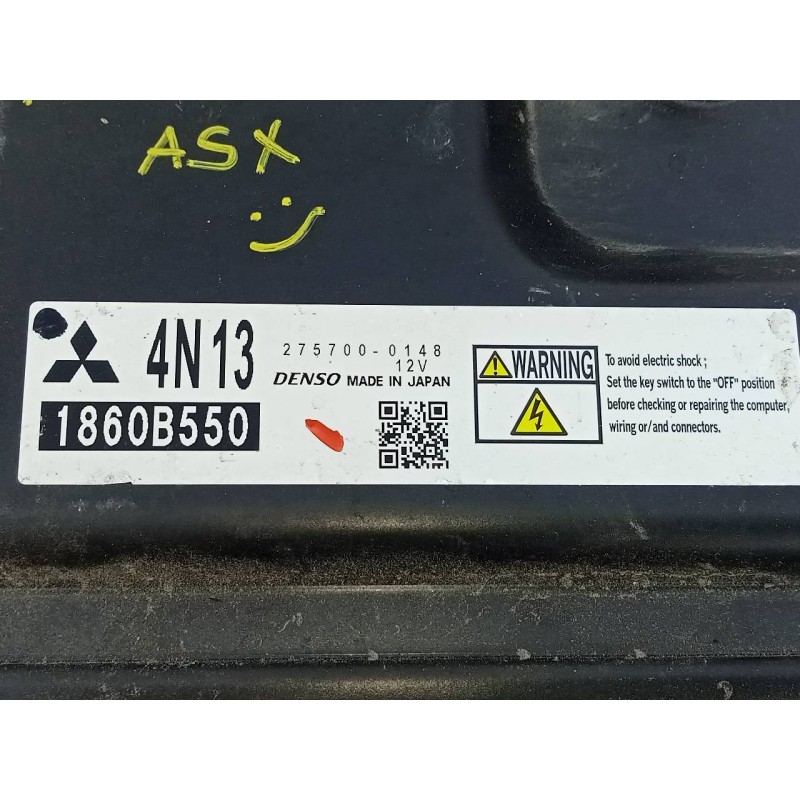 ASX
4N13
275700-0148
12V
DENSO MADE IN JAPAN
1860B550
WARNING
To avoid electric shock;
Set the key switch to the "OFF" position
before checking or repairing the computer,
wiring or/and connectors.